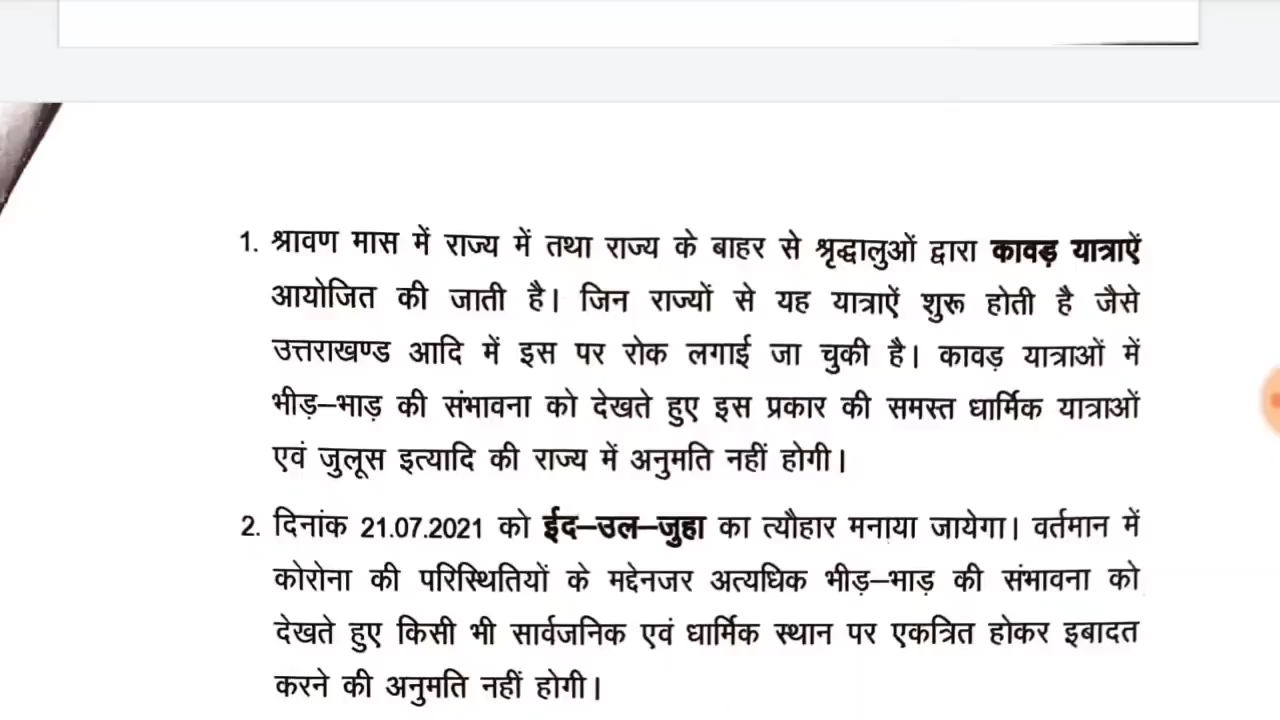 1. श्रावण मास में राज्य में तथा राज्य के बाहर से श्रृद्धालुओं द्वारा कावड़ यात्राऐं
आयोजित की जाती है। जिन राज्यों से यह यात्राऐं शुरू होती है जैसे
उत्तराखण्ड आदि में इस पर रोक लगाई जा चुकी है। कावड़ यात्राओं में
भीड़–भाड़ की संभावना को देखते हुए इस प्रकार की समस्त धार्मिक यात्राओं
एवं जुलूस इत्यादि की राज्य में अनुमति नहीं होगी।
2. दिनांक 21.07.2021 को ईद–उल–जुहा का त्यौहार मनाया जायेगा। वर्तमान में
कोरोना की परिस्थितियों के मद्देनजर अत्यधिक भीड़–भाड़ की संभावना को
देखते हुए किसी भी सार्वजनिक एवं धार्मिक स्थान पर एकत्रित होकर इबादत
करने की अनुमति नहीं होगी।